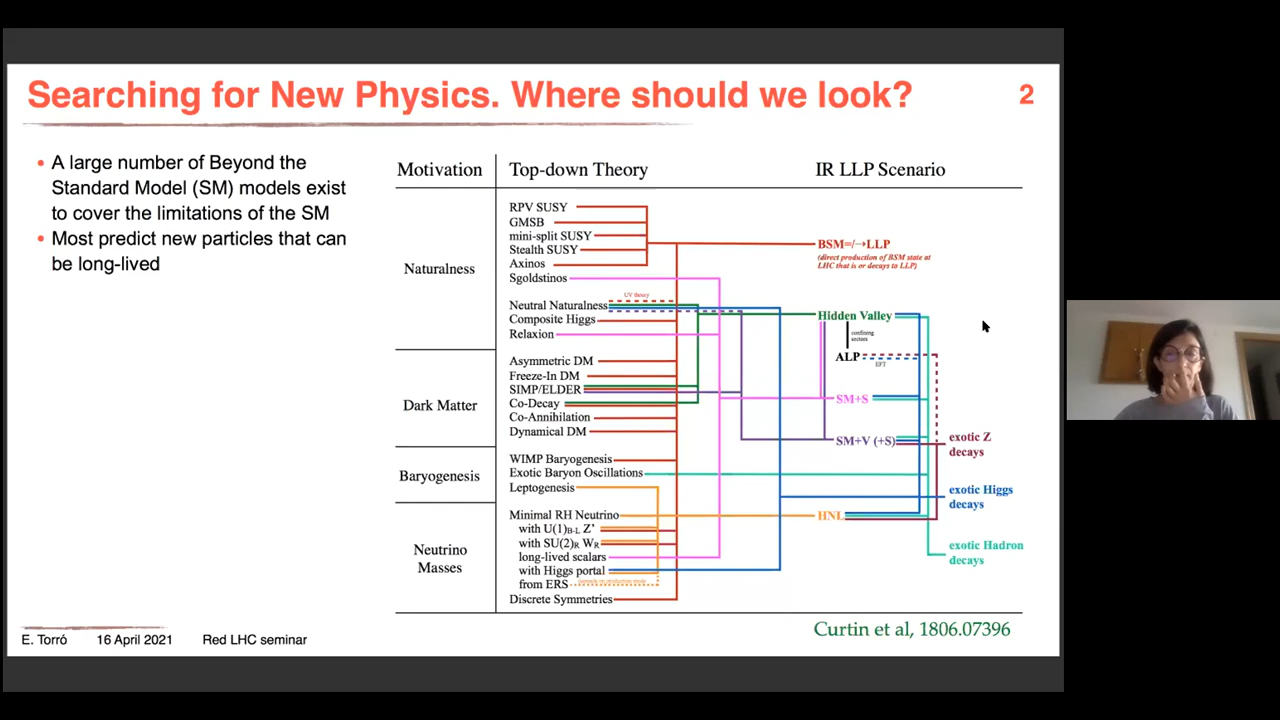 Searching for New Physics. Where should we look?
2
• A large number of Beyond the
Standard Model (SM) models exist
to cover the limitations of the SM
• Most predict new particles that can
be long-lived
Motivation
Top-down Theory
IR LLP Scenario
Naturalness
RPV SUSY
GMSB
mini-split SUSY
Stealth SUSY
Axinos
Sgoldstinos
Neutral Naturalness
UV theory
Composite Higgs
Relaxion
Dark Matter
Asymmetric DM
Freeze-In DM
SIMP/ELDER
Co-Decay
Co-Annihilation
Dynamical DM
Baryogenesis
WIMP Baryogenesis
Exotic Baryon Oscillations
Leptogenesis
Neutrino
Masses
Minimal RH Neutrino
with U(1)B-L Z'
with SU(2)R WR
long-lived scalars
with Higgs portal
from ERS
depends on production mode
Discrete Symmetries
BSM=/→LLP
(direct production of BSM state at
LHC that is or decays to LLP)
Hidden Valley
confining
sectors
ALP
EFT
SM+S
SM+V (+S)
HNL
exotic Z
decays
exotic Higgs
decays
exotic Hadron
decays
Curtin et al, 1806.07396
E. Torró 16 April 2021 Red LHC seminar